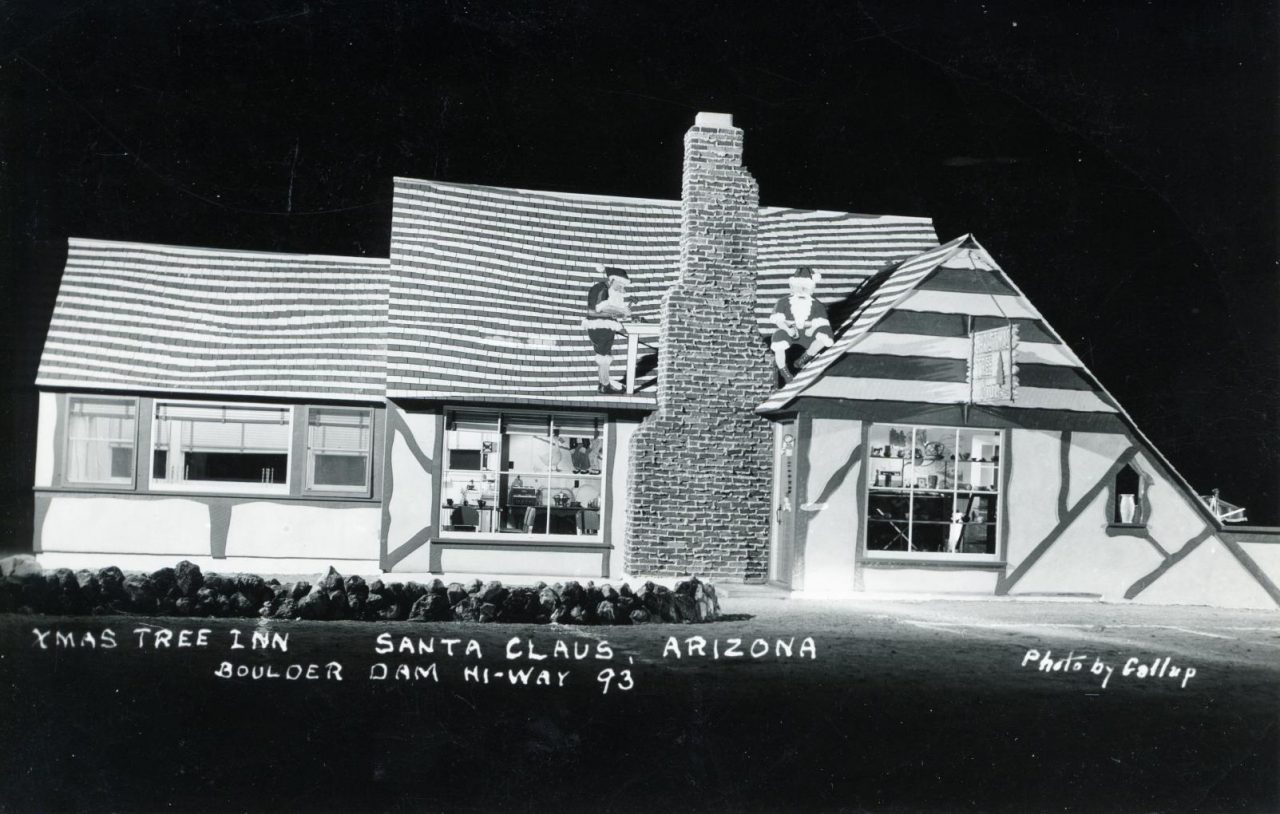 XMAS TREE INN SANTA CLAUS, ARIZONA
BOULDER DAM HI-WAY 93
Photo by Gallup